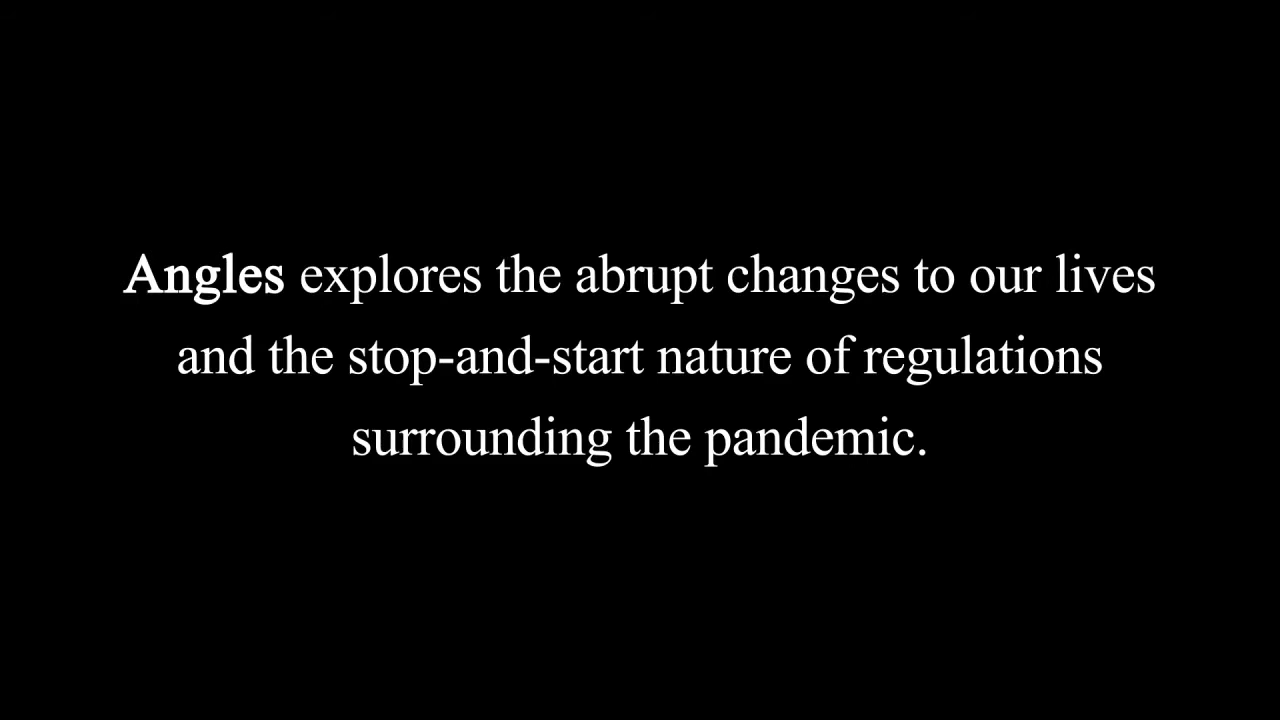 Angles explores the abrupt changes to our lives
and the stop-and-start nature of regulations
surrounding the pandemic.